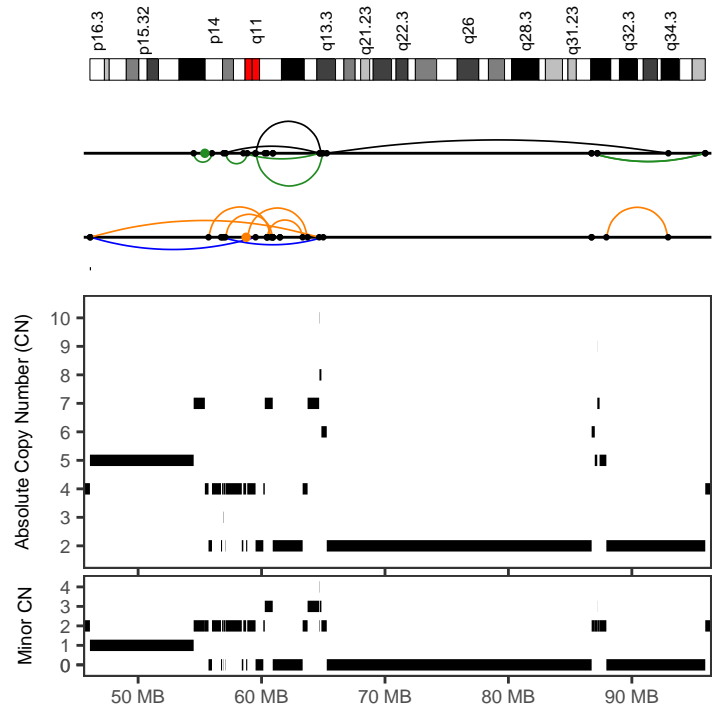 p16.3
p15.32
p14
q11
q13.3
q21.23
q22.3
q26
q28.3
q31.23
q32.3
q34.3
Absolute Copy Number (CN)
10
9
8
7
6
5
4
3
2
Minor CN
4
3
2
1
0
50 MB 60 MB 70 MB 80 MB 90 MB